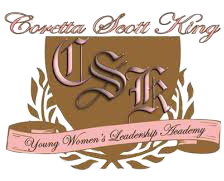 Coretta Scott King
CSK
Young Women's Leadership Academy